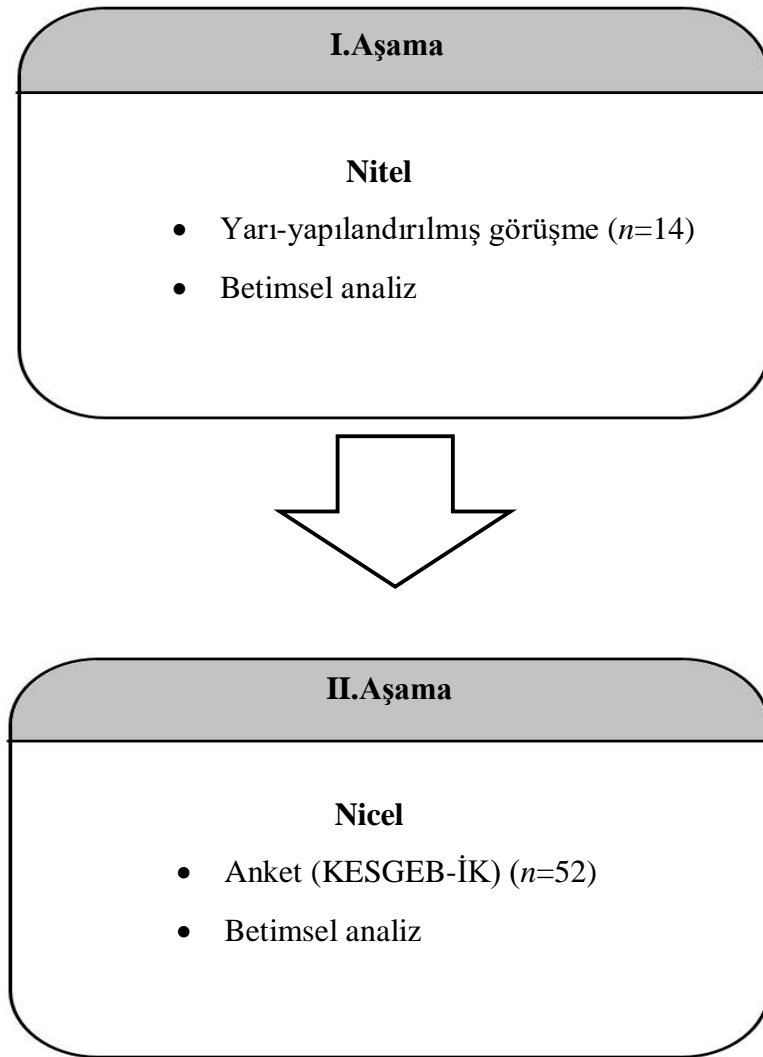 I.Aşama
Nitel
• Yarı-yapılandırılmış görüşme (n=14)
• Betimsel analiz
II.Aşama
Nicel
• Anket (KESGEB-İK) (n=52)
• Betimsel analiz